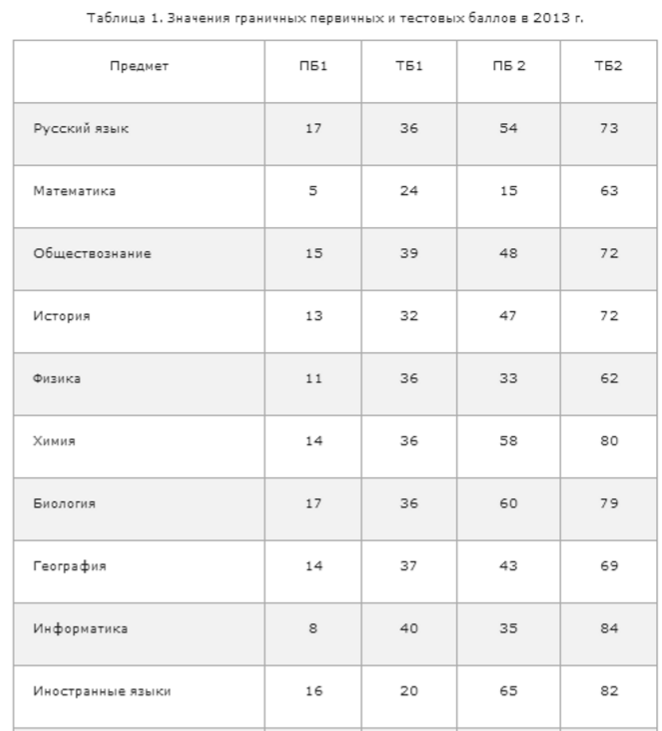 Таблица 1. Значения граничных первичных и тестовых баллов в 2013 г.
Предмет ПБ1 ТБ1 ПБ 2 ТБ2
Русский язык 17 36 54 73
Математика 5 24 15 63
Обществознание 15 39 48 72
История 13 32 47 72
Физика 11 36 33 62
Химия 14 36 58 80
Биология 17 36 60 79
География 14 37 43 69
Информатика 8 40 35 84
Иностранные языки 16 20 65 82